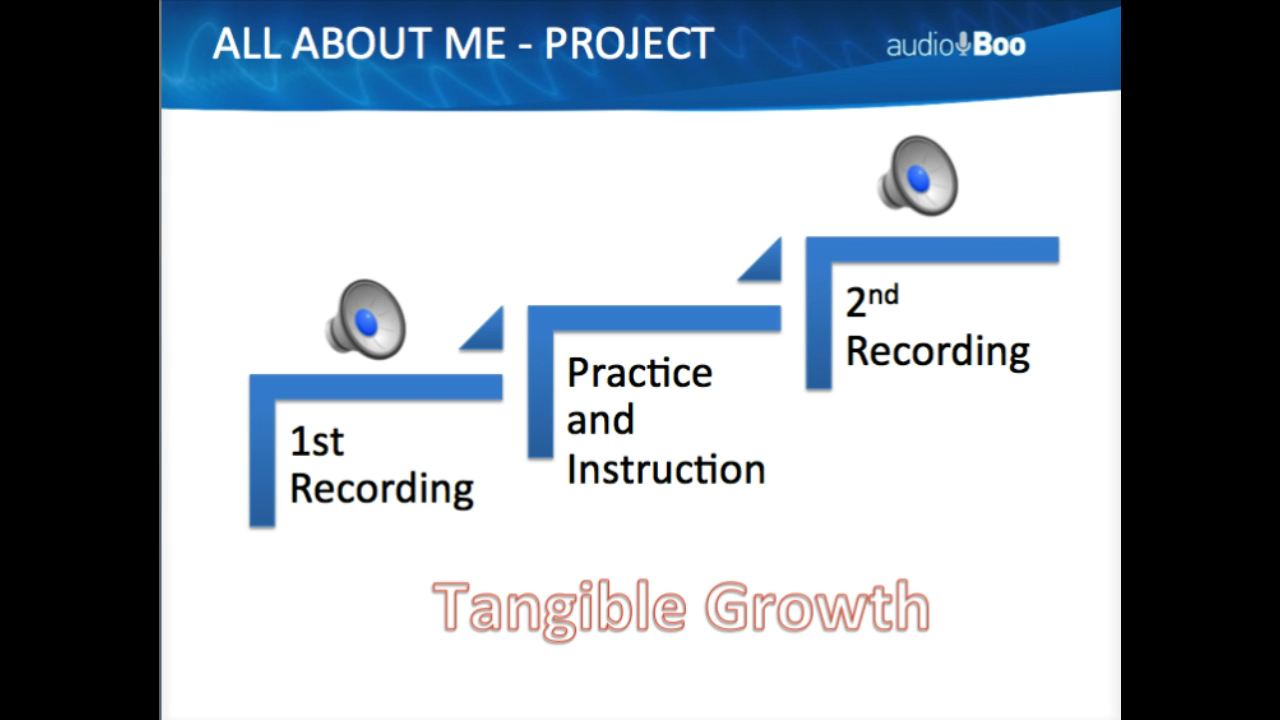 ALL ABOUT ME - PROJECT
audioBoo
1st
Recording
Practice
and
Instruction
2nd
Recording
Tangible Growth